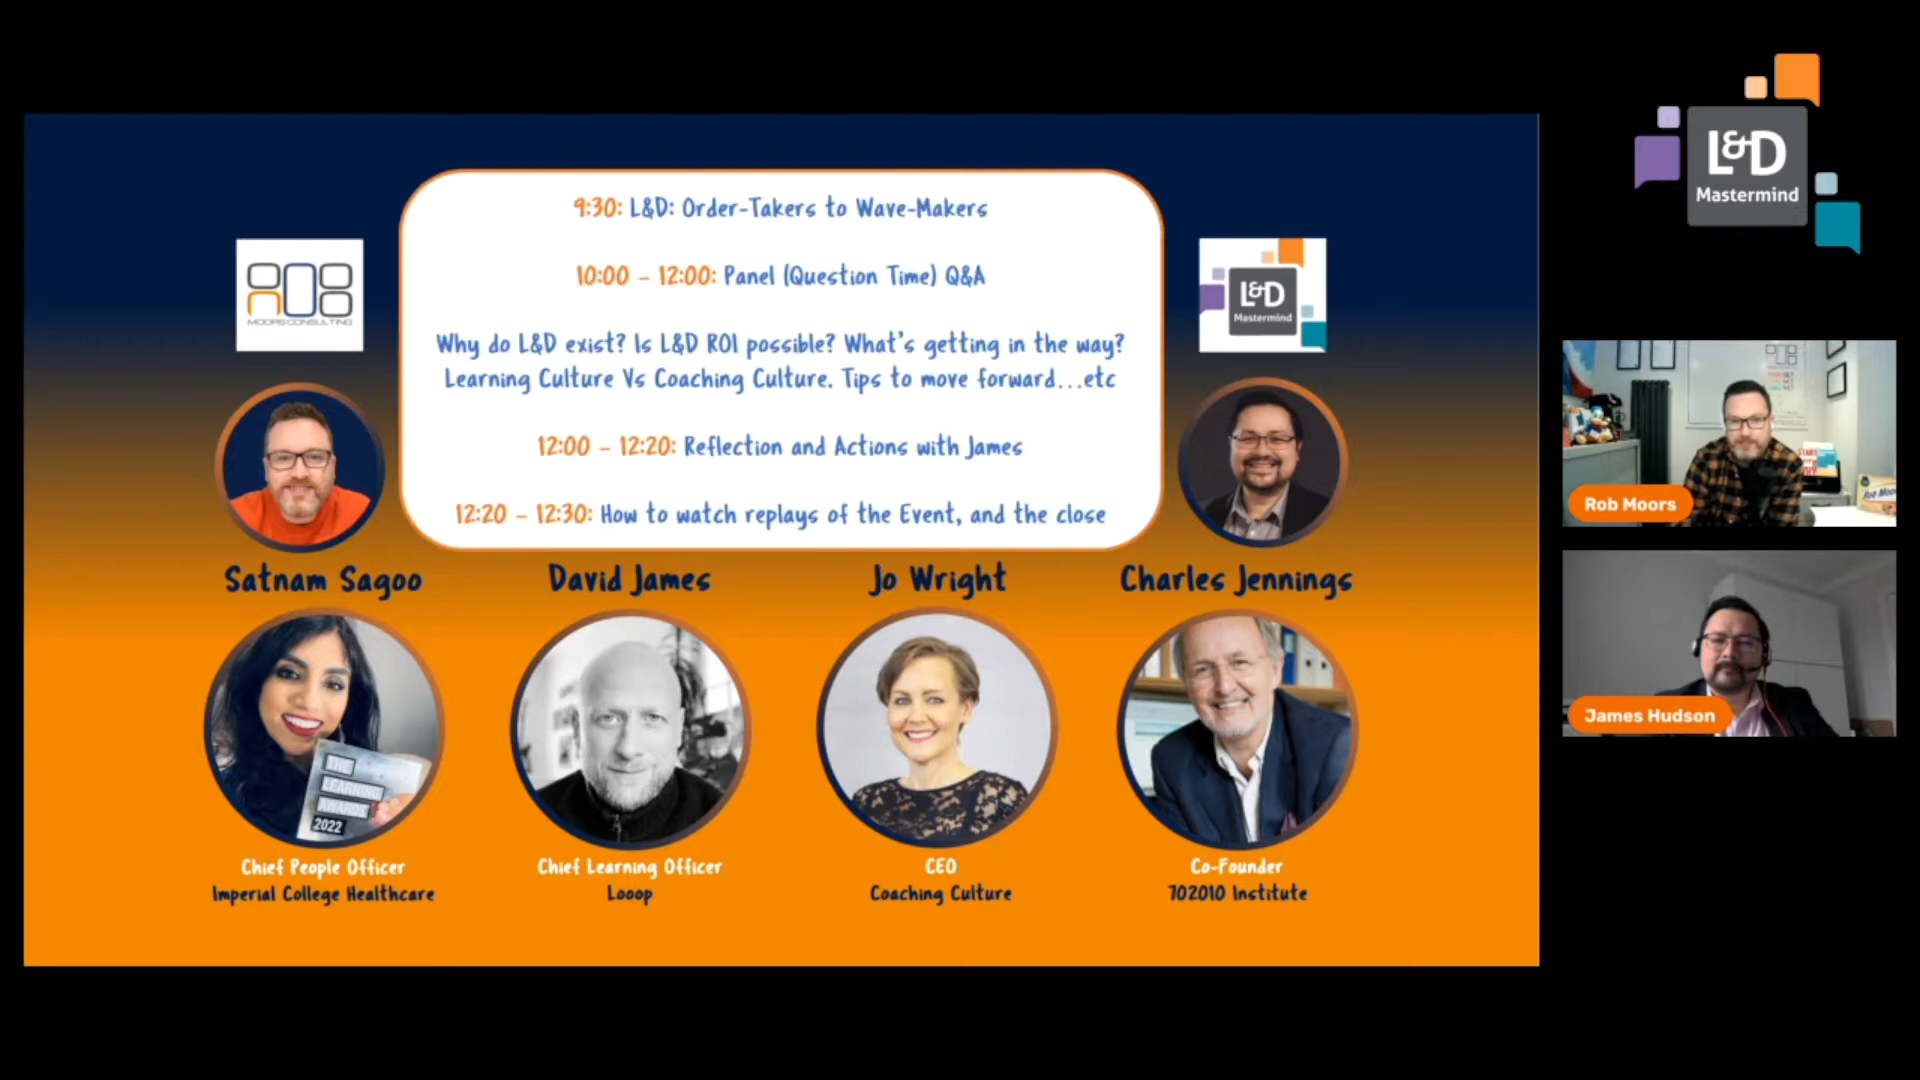 9:30: L&D: Order-Takers to Wave-Makers
10:00 – 12:00: Panel (Question Time) Q&A
Why do L&D exist? Is L&D ROI possible? What's getting in the way?
Learning Culture Vs Coaching Culture. Tips to move forward...etc
12:00 – 12:20: Reflection and Actions with James
12:20 – 12:30: How to watch replays of the Event, and the close
MOORS CONSULTING
L&D
Mastermind
Satnam Sagoo
David James
Jo Wright
Charles Jennings
THE
LEARNING
AWARDS
2022
Chief People Officer
Imperial College Healthcare
Chief Learning Officer
Looop
CEO
Coaching Culture
Co-Founder
702010 Institute
L&D
Mastermind
Rob Moors
James Hudson